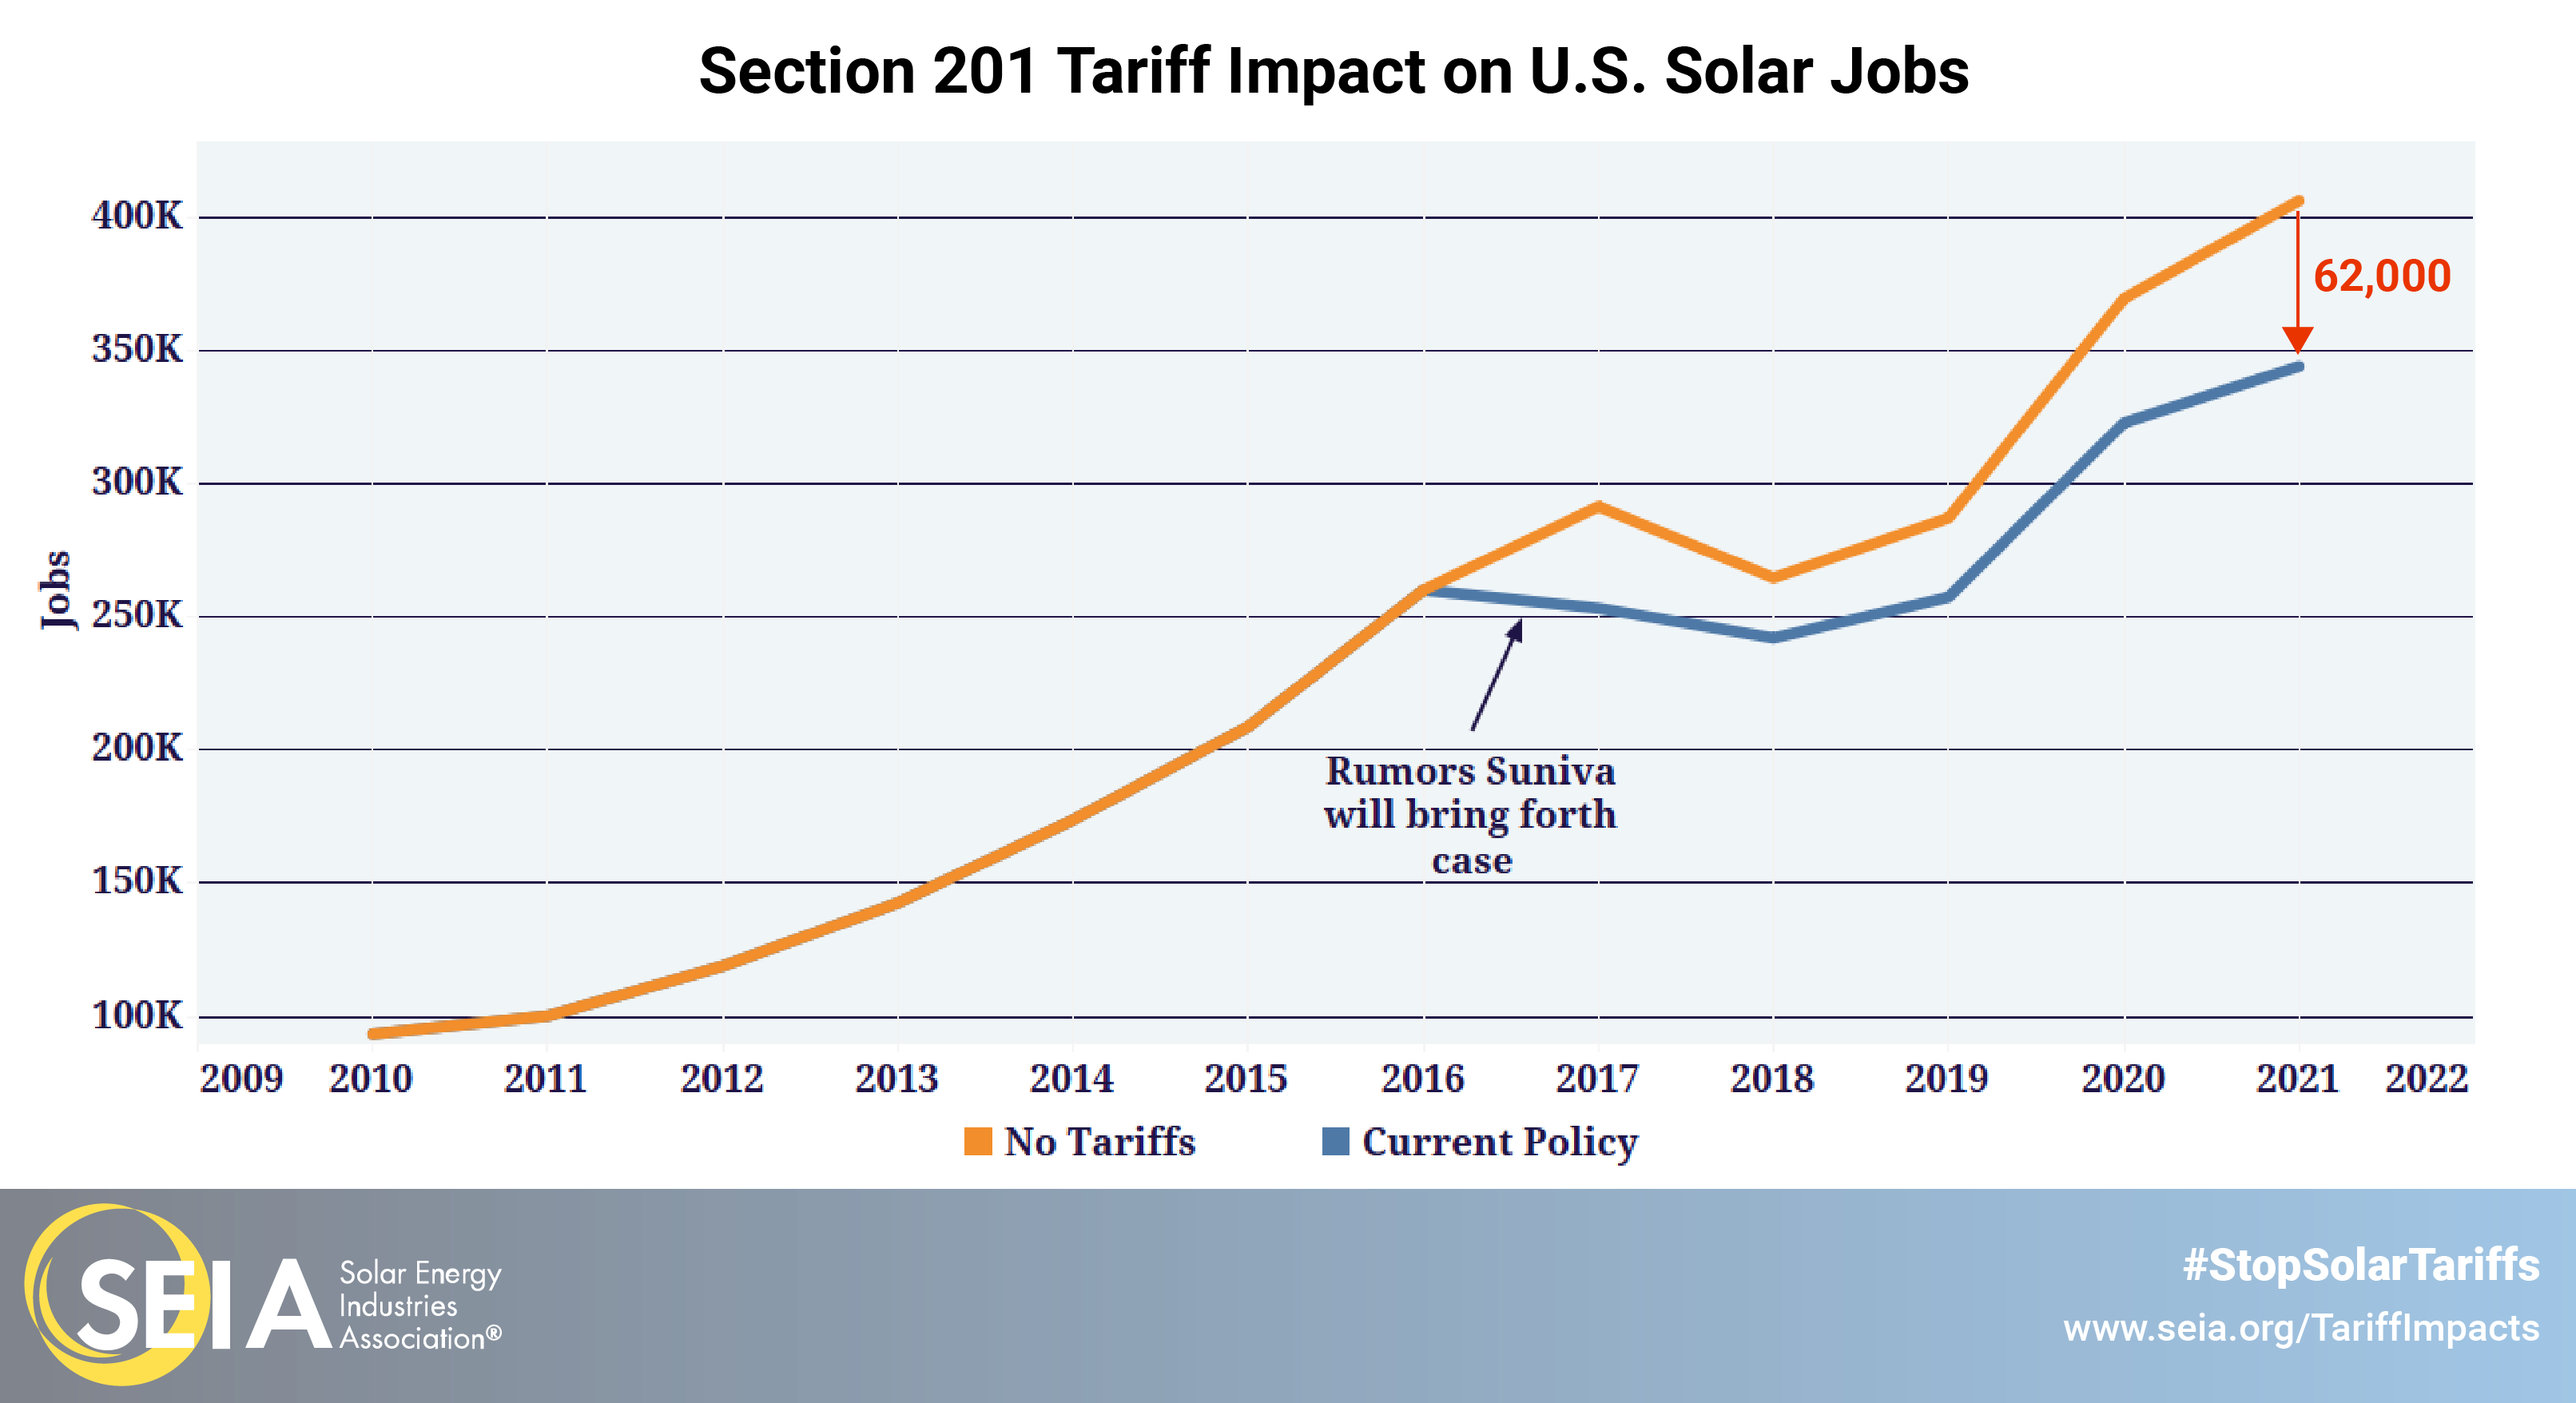 Section 201 Tariff Impact on U.S. Solar Jobs
400K
350K
300K
250K
200K
150K
100K
Jobs
62,000
Rumors Suniva
will bring forth
case
2009 2010 2011 2012 2013 2014 2015 2016 2017 2018 2019 2020 2021 2022
No Tariffs Current Policy
SEIA
Solar Energy
Industries
Association®
#StopSolarTariffs
www.seia.org/TariffImpacts